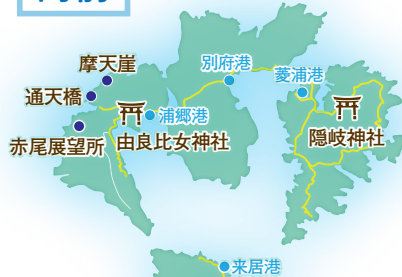 摩天崖
別府港
菱浦港
通天橋
浦郷港
由良比女神社
隠岐神社
赤尾展望所
来居港